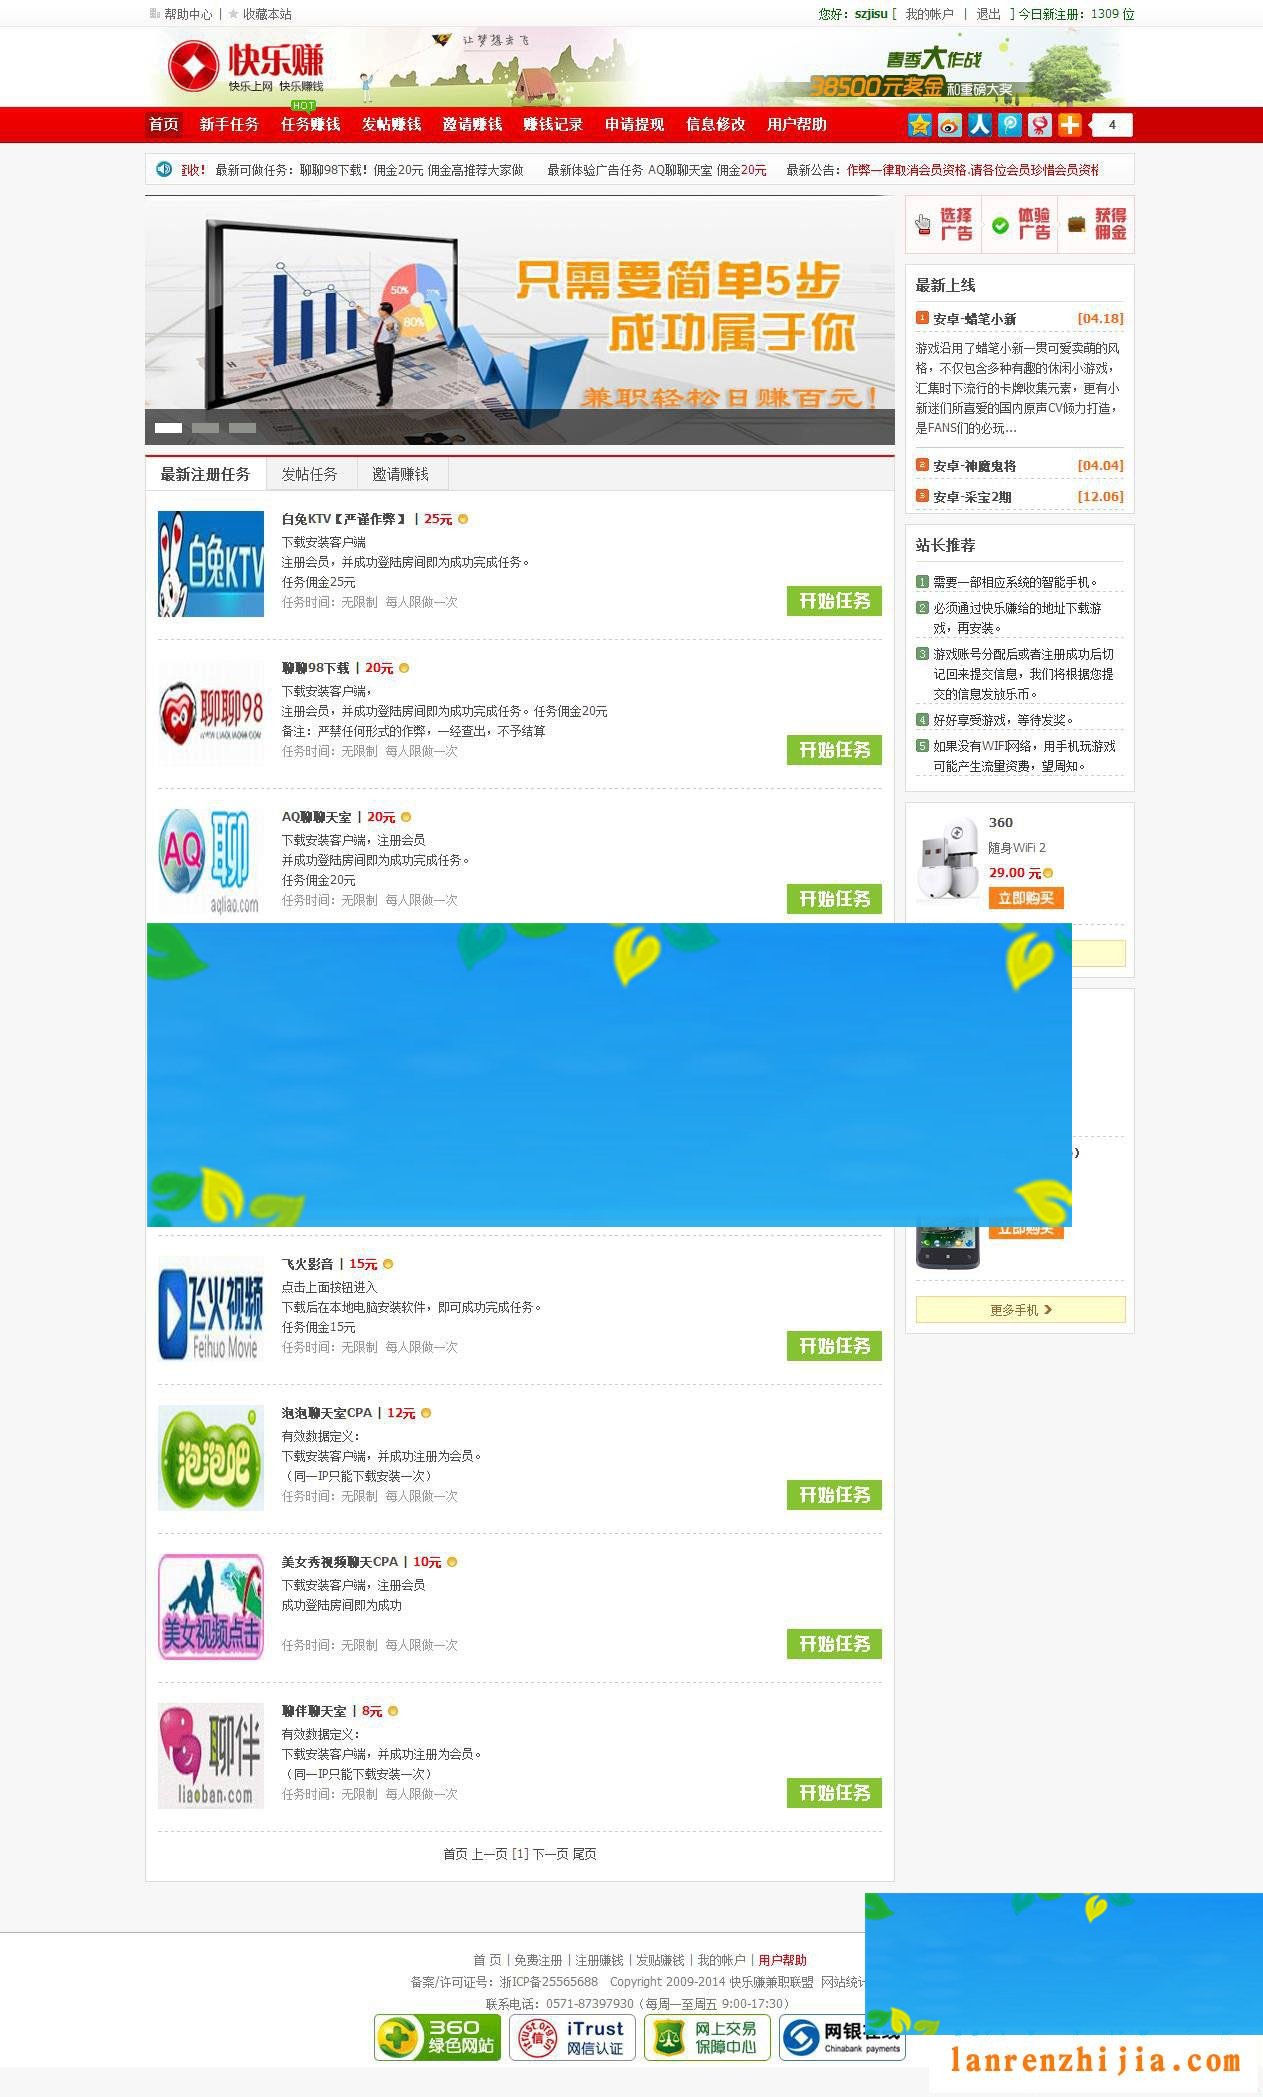 帮助中心 | 收藏本站
您好：szjisu [ 我的帐户 | 退出 ] 今日新注册：1309 位
快乐赚
快乐上网 快乐赚钱
让梦想去飞
春季大作战
38500元奖金 和重磅大奖
HOT
首页 新手任务 任务赚钱 发帖赚钱 邀请赚钱 赚钱记录 申请提现 信息修改 用户帮助
4
收！ 最新可做任务：聊聊98下载！佣金20元 佣金高推荐大家做 最新体验广告任务 AQ聊聊天室 佣金20元 最新公告：作弊一律取消会员资格.请各位会员珍惜会员资格
只需要简单5步
成功属于你
兼职轻松日赚百元！
50%
80%
选择广告
体验广告
获得佣金
最新上线
1 安卓-蜡笔小新 [04.18]
游戏沿用了蜡笔小新一贯可爱卖萌的风
格，不仅包含多种有趣的休闲小游戏，
汇集时下流行的卡牌收集元素，更有小
新迷们所喜爱的国内原声CV倾力打造，
是FANS们的必玩...
2 安卓-神魔鬼将 [04.04]
3 安卓-采宝2期 [12.06]
最新注册任务 发帖任务 邀请赚钱
白兔KTV
白兔KTV【严谨作弊】 | 25元
下载安装客户端
注册会员，并成功登陆房间即为成功完成任务。
任务佣金25元
任务时间：无限制 每人限做一次
开始任务
聊聊98
WWW.LIAOLIAO98.COM
聊聊98下载 | 20元
下载安装客户端，
注册会员，并成功登陆房间即为成功完成任务。任务佣金20元
备注：严禁任何形式的作弊，一经查出，不予结算
任务时间：无限制 每人限做一次
开始任务
AQ聊
aqliao.com
AQ聊聊天室 | 20元
下载安装客户端，注册会员
并成功登陆房间即为成功完成任务。
任务佣金20元
任务时间：无限制 每人限做一次
开始任务
站长推荐
1 需要一部相应系统的智能手机。
2 必须通过快乐赚给的地址下载游
戏，再安装。
3 游戏账号分配后或者注册成功后切
记回来提交信息，我们将根据您提
交的信息发放乐币。
4 好好享受游戏，等待发奖。
5 如果没有WIFI网络，用手机玩游戏
可能产生流量资费，望周知。
360
随身WiFi 2
29.00 元
立即购买
)
立即购买
更多手机
飞火视频
Feihuo Movie
飞火影音 | 15元
点击上面按钮进入
下载后在本地电脑安装软件，即可成功完成任务。
任务佣金15元
任务时间：无限制 每人限做一次
开始任务
泡泡吧
泡泡聊天室CPA | 12元
有效数据定义：
下载安装客户端，并成功注册为会员。
（同一IP只能下载安装一次）
任务时间：无限制 每人限做一次
开始任务
美女视频点击
美女秀视频聊天CPA | 10元
下载安装客户端，注册会员
成功登陆房间即为成功
任务时间：无限制 每人限做一次
开始任务
聊伴
liaoban.com
聊伴聊天室 | 8元
有效数据定义：
下载安装客户端，并成功注册为会员。
（同一IP只能下载安装一次）
任务时间：无限制 每人限做一次
开始任务
首页 上一页 [1] 下一页 尾页
首 页 | 免费注册 | 注册赚钱 | 发贴赚钱 | 我的帐户 | 用户帮助
备案/许可证号：浙ICP备25565688 Copyright 2009-2014 快乐赚兼职联盟 网站统计
联系电话：0571-87397930（每周一至周五 9:00-17:30）
360 绿色网站
iTrust 网信认证
网上交易 保障中心
网银在线 Chinabank payments
lanrenzhijia.com